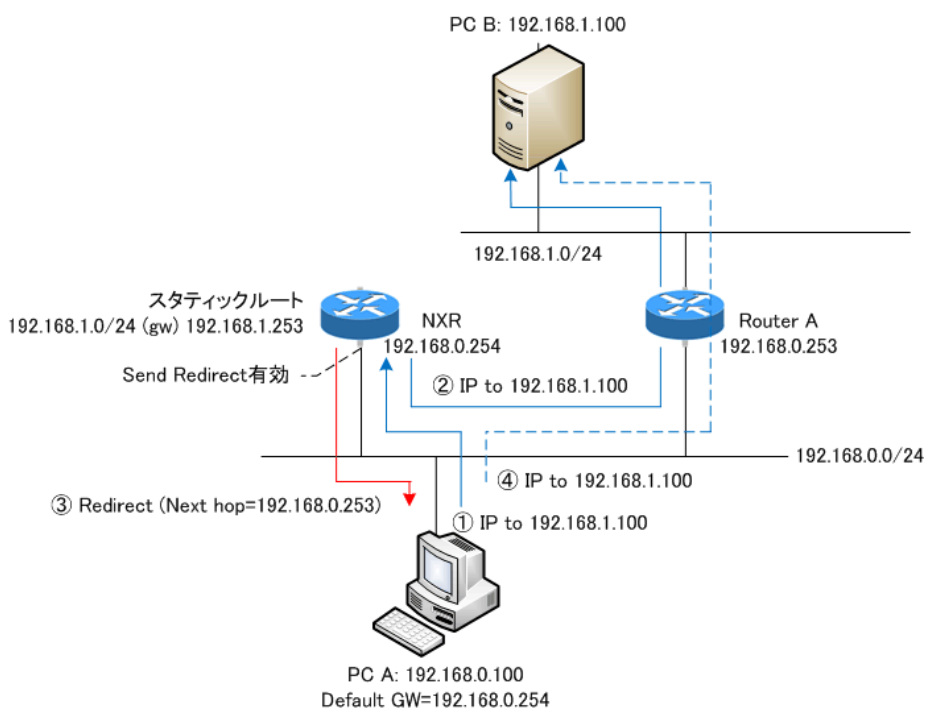 PC B: 192.168.1.100
192.168.1.0/24
スタティックルート
192.168.1.0/24 (gw) 192.168.1.253
NXR
192.168.0.254
Router A
192.168.0.253
Send Redirect有効
② IP to 192.168.1.100
192.168.0.0/24
④ IP to 192.168.1.100
③ Redirect (Next hop=192.168.0.253)
① IP to 192.168.1.100
PC A: 192.168.0.100
Default GW=192.168.0.254